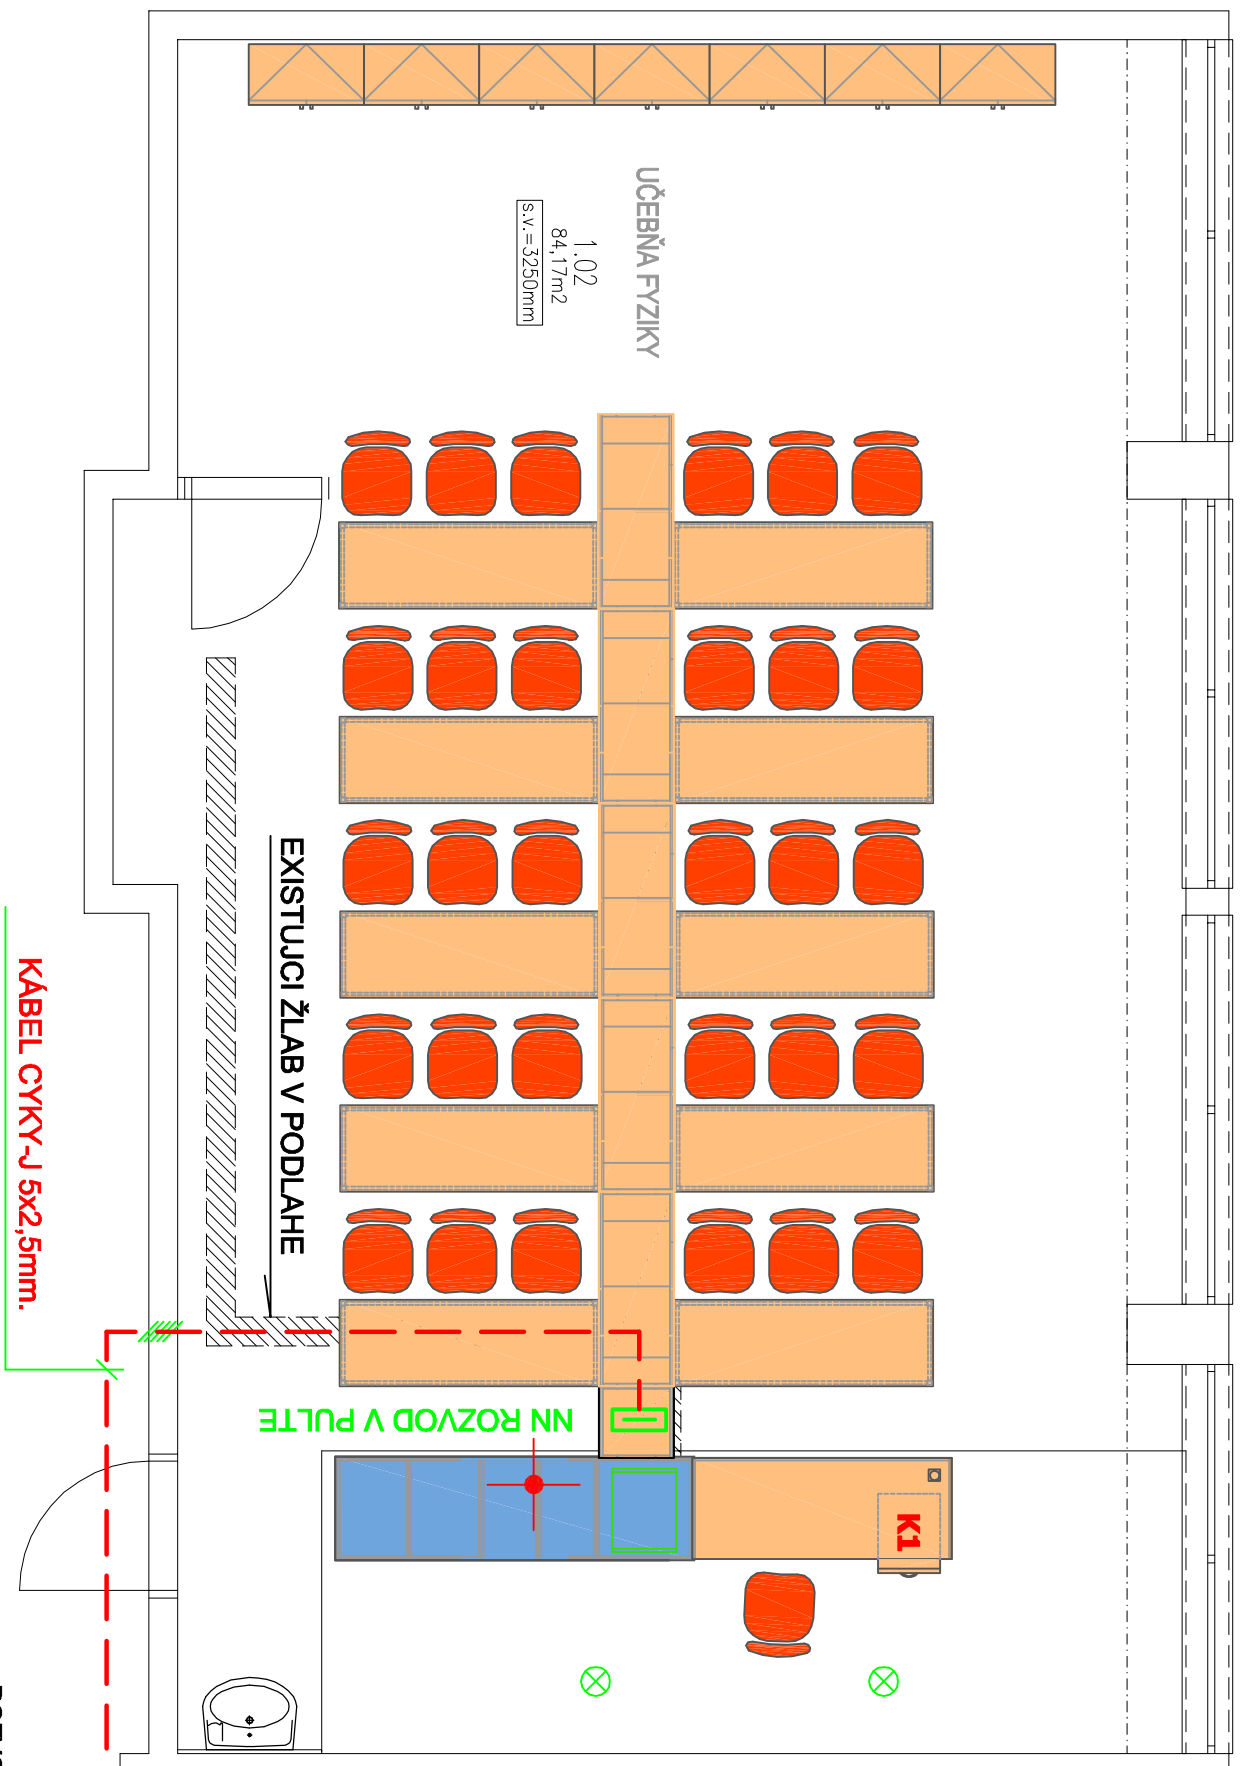 UČEBŇA FYZIKY
1.02
84,17m2
s.v.=3250mm
EXISTUJCI ŽLAB V PODLAHE
KÁBEL CYKY-J 5x2,5mm.
NN ROZVOD V PULTE
K1